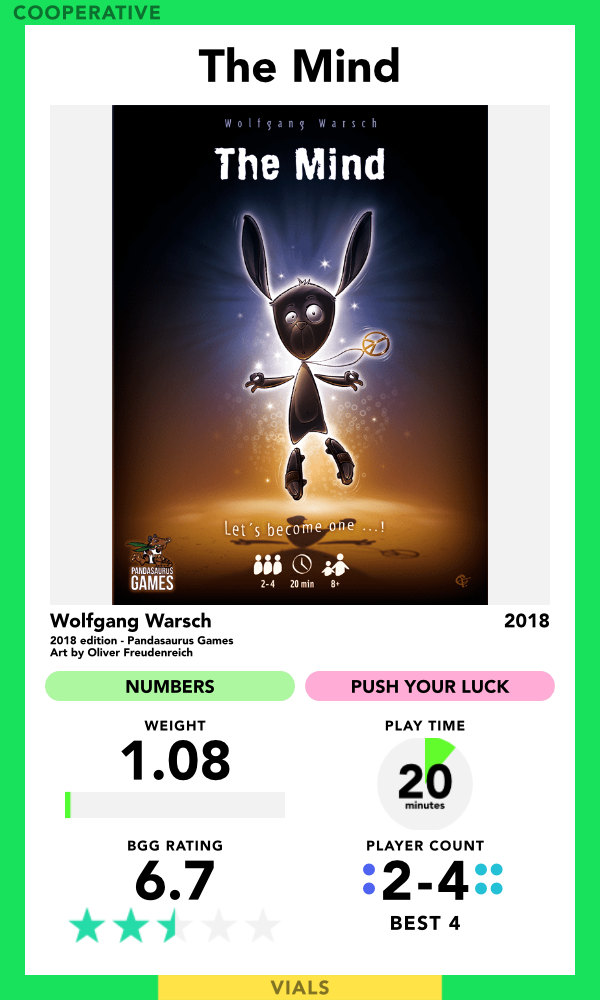 COOPERATIVE
The Mind
Wolfgang Warsch
The Mind
Let's become one ...!
PANDASAURUS
GAMES
2-4 20 min 8+
Wolfgang Warsch 2018
2018 edition - Pandasaurus Games
Art by Oliver Freudenreich
NUMBERS PUSH YOUR LUCK
WEIGHT PLAY TIME
1.08 20
minutes
BGG RATING PLAYER COUNT
6.7 2-4
BEST 4
VIALS